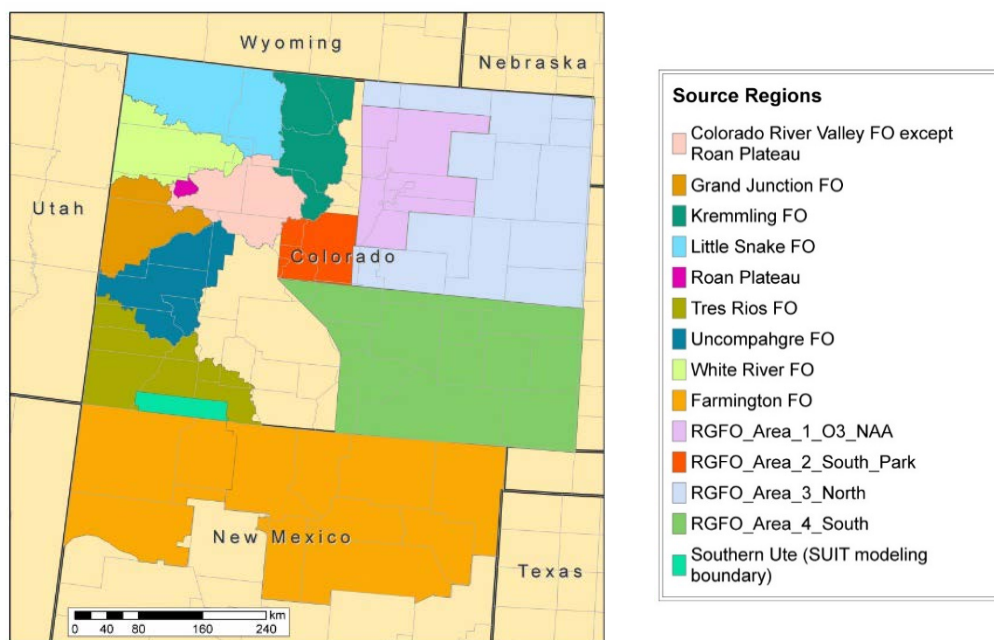 Wyoming
Nebraska
Utah
Colorado
New Mexico
Texas
km
0 40 80 160 240
Source Regions
Colorado River Valley FO except
Roan Plateau
Grand Junction FO
Kremmling FO
Little Snake FO
Roan Plateau
Tres Rios FO
Uncompahgre FO
White River FO
Farmington FO
RGFO_Area_1_O3_NAA
RGFO_Area_2_South_Park
RGFO_Area_3_North
RGFO_Area_4_South
Southern Ute (SUIT modeling
boundary)